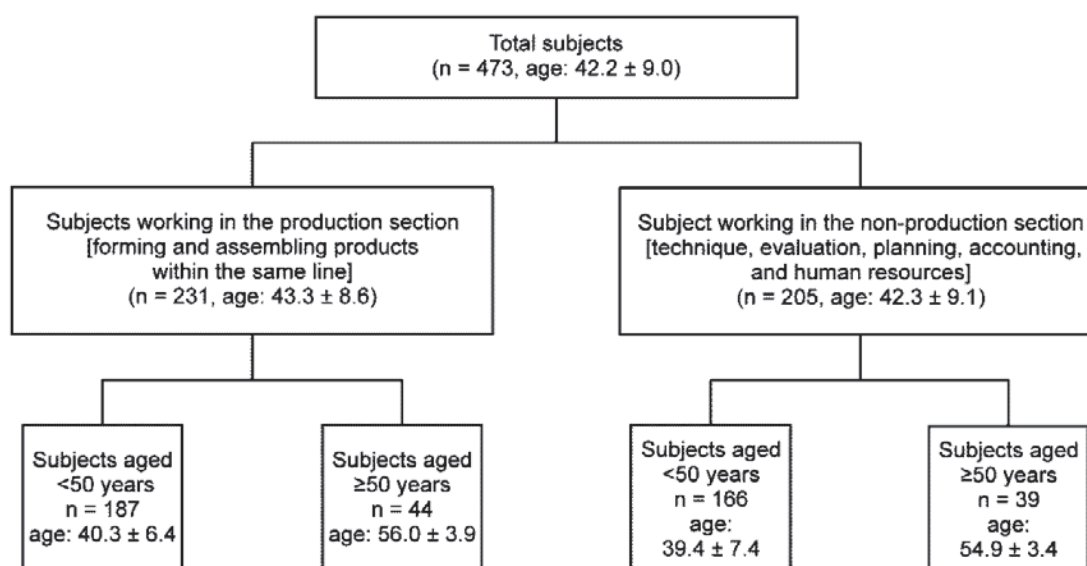 Total subjects
(n = 473, age: 42.2 ± 9.0)
Subjects working in the production section
[forming and assembling products
within the same line]
(n = 231, age: 43.3 ± 8.6)
Subject working in the non-production section
[technique, evaluation, planning, accounting,
and human resources]
(n = 205, age: 42.3 ± 9.1)
Subjects aged
<50 years
n = 187
age: 40.3 ± 6.4
Subjects aged
≥50 years
n = 44
age: 56.0 ± 3.9
Subjects aged
<50 years
n = 166
age:
39.4 ± 7.4
Subjects aged
≥50 years
n = 39
age:
54.9 ± 3.4